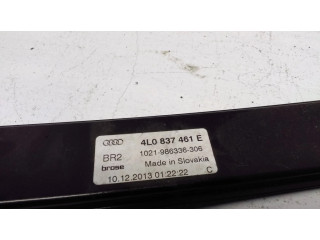 4L0 837 461 E
BR2 1021-986336-306
brose Made in Slovakia
10.12.2013 01:22:22 C